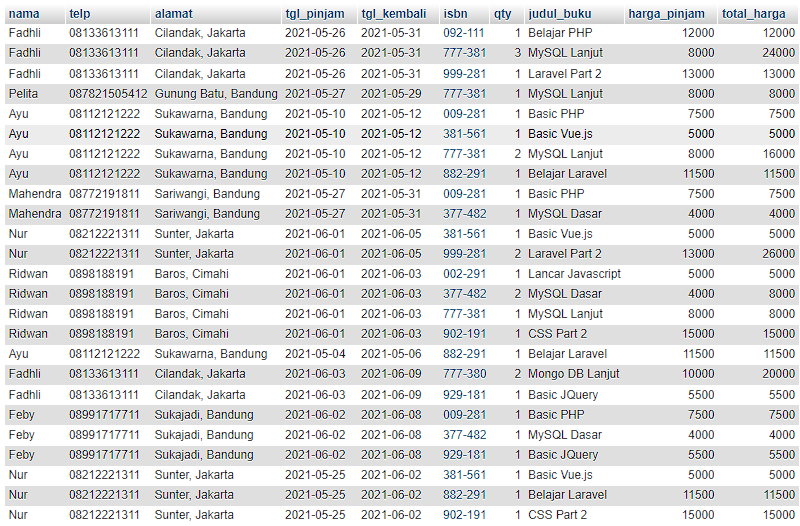 nama telp alamat tgl_pinjam tgl_kembali isbn qty judul_buku harga_pinjam total_harga
Fadhli 08133613111 Cilandak, Jakarta 2021-05-26 2021-05-31 092-111 1 Belajar PHP 12000 12000
Fadhli 08133613111 Cilandak, Jakarta 2021-05-26 2021-05-31 777-381 3 MySQL Lanjut 8000 24000
Fadhli 08133613111 Cilandak, Jakarta 2021-05-26 2021-05-31 999-281 1 Laravel Part 2 13000 13000
Pelita 087821505412 Gunung Batu, Bandung 2021-05-27 2021-05-29 777-381 1 MySQL Lanjut 8000 8000
Ayu 08112121222 Sukawarna, Bandung 2021-05-10 2021-05-12 009-281 1 Basic PHP 7500 7500
Ayu 08112121222 Sukawarna, Bandung 2021-05-10 2021-05-12 381-561 1 Basic Vue.js 5000 5000
Ayu 08112121222 Sukawarna, Bandung 2021-05-10 2021-05-12 777-381 2 MySQL Lanjut 8000 16000
Ayu 08112121222 Sukawarna, Bandung 2021-05-10 2021-05-12 882-291 1 Belajar Laravel 11500 11500
Mahendra 08772191811 Sariwangi, Bandung 2021-05-27 2021-05-31 009-281 1 Basic PHP 7500 7500
Mahendra 08772191811 Sariwangi, Bandung 2021-05-27 2021-05-31 377-482 1 MySQL Dasar 4000 4000
Nur 08212221311 Sunter, Jakarta 2021-06-01 2021-06-05 381-561 1 Basic Vue.js 5000 5000
Nur 08212221311 Sunter, Jakarta 2021-06-01 2021-06-05 999-281 2 Laravel Part 2 13000 26000
Ridwan 0898188191 Baros, Cimahi 2021-06-01 2021-06-03 002-291 1 Lancar Javascript 5000 5000
Ridwan 0898188191 Baros, Cimahi 2021-06-01 2021-06-03 377-482 2 MySQL Dasar 4000 8000
Ridwan 0898188191 Baros, Cimahi 2021-06-01 2021-06-03 777-381 1 MySQL Lanjut 8000 8000
Ridwan 0898188191 Baros, Cimahi 2021-06-01 2021-06-03 902-191 1 CSS Part 2 15000 15000
Ayu 08112121222 Sukawarna, Bandung 2021-05-04 2021-05-06 882-291 1 Belajar Laravel 11500 11500
Fadhli 08133613111 Cilandak, Jakarta 2021-06-03 2021-06-09 777-380 2 Mongo DB Lanjut 10000 20000
Fadhli 08133613111 Cilandak, Jakarta 2021-06-03 2021-06-09 929-181 1 Basic JQuery 5500 5500
Feby 08991717711 Sukajadi, Bandung 2021-06-02 2021-06-08 009-281 1 Basic PHP 7500 7500
Feby 08991717711 Sukajadi, Bandung 2021-06-02 2021-06-08 377-482 1 MySQL Dasar 4000 4000
Feby 08991717711 Sukajadi, Bandung 2021-06-02 2021-06-08 929-181 1 Basic JQuery 5500 5500
Nur 08212221311 Sunter, Jakarta 2021-05-25 2021-06-02 381-561 1 Basic Vue.js 5000 5000
Nur 08212221311 Sunter, Jakarta 2021-05-25 2021-06-02 882-291 1 Belajar Laravel 11500 11500
Nur 08212221311 Sunter, Jakarta 2021-05-25 2021-06-02 902-191 1 CSS Part 2 15000 15000